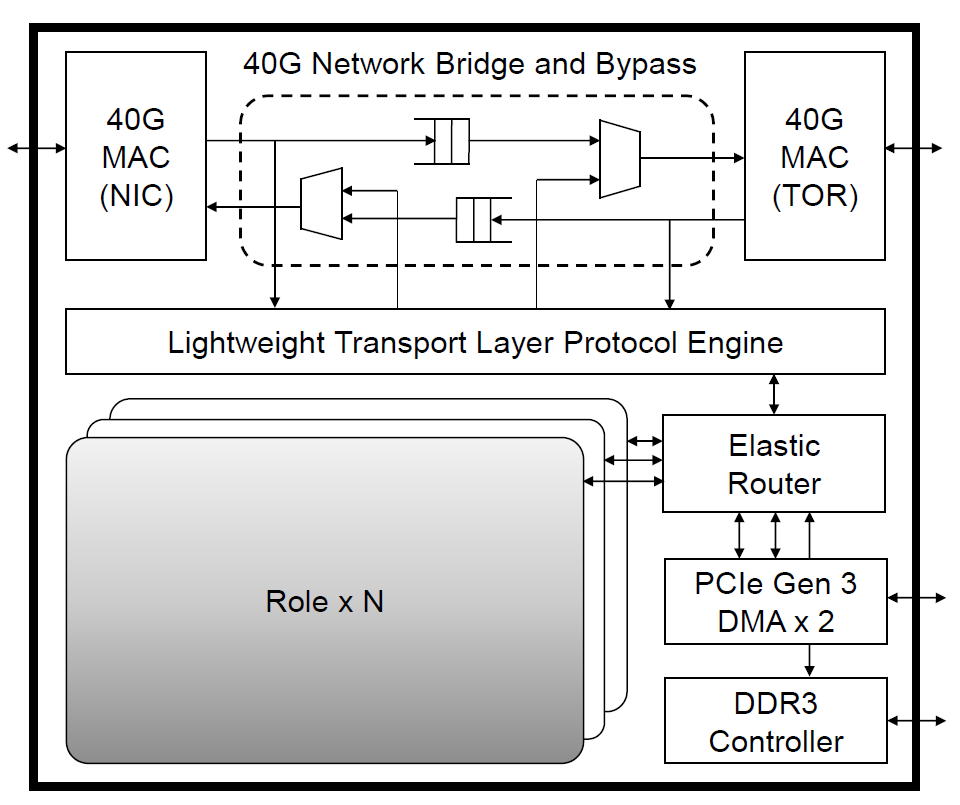 40G Network Bridge and Bypass
40G
MAC
(NIC)
40G
MAC
(TOR)
Lightweight Transport Layer Protocol Engine
Elastic
Router
Role x N
PCIe Gen 3
DMA x 2
DDR3
Controller